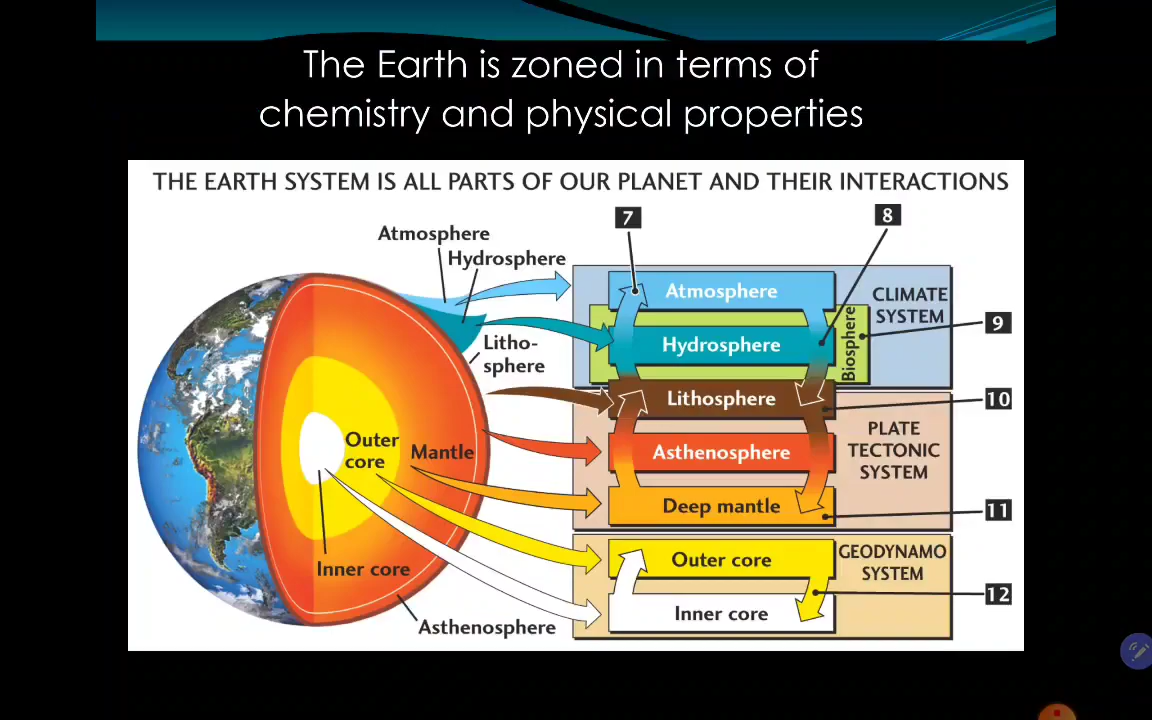 The Earth is zoned in terms of
chemistry and physical properties
THE EARTH SYSTEM IS ALL PARTS OF OUR PLANET AND THEIR INTERACTIONS
7
8
Atmosphere
Hydrosphere
Litho-
sphere
Outer
core
Mantle
Inner core
Asthenosphere
Atmosphere
Hydrosphere
Biosphere
CLIMATE
SYSTEM
9
Lithosphere
10
Asthenosphere
PLATE
TECTONIC
SYSTEM
Deep mantle
11
Outer core
GEODYNAMO
SYSTEM
12
Inner core